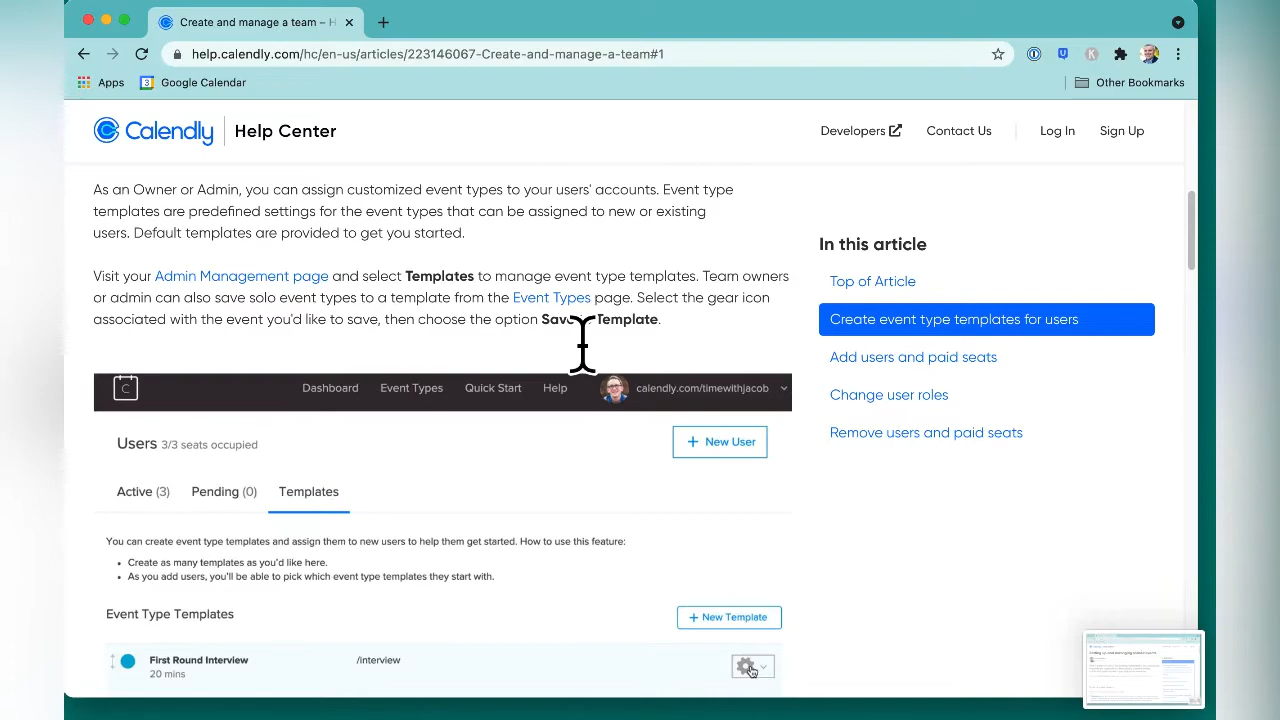 Create and manage a team – H
help.calendly.com/hc/en-us/articles/223146067-Create-and-manage-a-team#1
Apps
Google Calendar
Other Bookmarks
Calendly Help Center
Developers
Contact Us
Log In
Sign Up
As an Owner or Admin, you can assign customized event types to your users' accounts. Event type
templates are predefined settings for the event types that can be assigned to new or existing
users. Default templates are provided to get you started.
Visit your Admin Management page and select Templates to manage event type templates. Team owners
or admin can also save solo event types to a template from the Event Types page. Select the gear icon
associated with the event you'd like to save, then choose the option Template.
In this article
Top of Article
Create event type templates for users
Add users and paid seats
Change user roles
Remove users and paid seats
C
Dashboard
Event Types
Quick Start
Help
calendly.com/timewithjacob
Users 3/3 seats occupied
+ New User
Active (3)
Pending (0)
Templates
You can create event type templates and assign them to new users to help them get started. How to use this feature:
• Create as many templates as you'd like here.
• As you add users, you'll be able to pick which event type templates they start with.
Event Type Templates
+ New Template
First Round Interview
/interview
20 mins